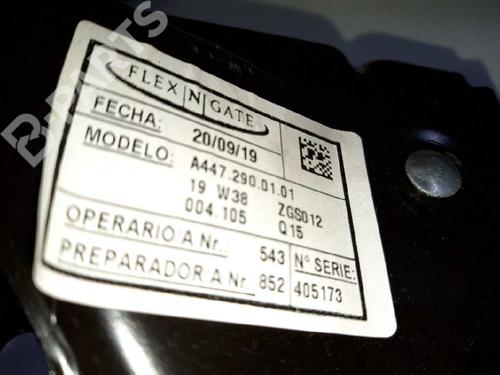 B-PARTS
FLEX N GATE
FECHA: 20/09/19
MODELO: A447.290.01.01
19 W38 ZGS012
004.105 Q15
OPERARIO A Nr.: 543
PREPARADOR A Nr.: 852
Nº SERIE:
405173